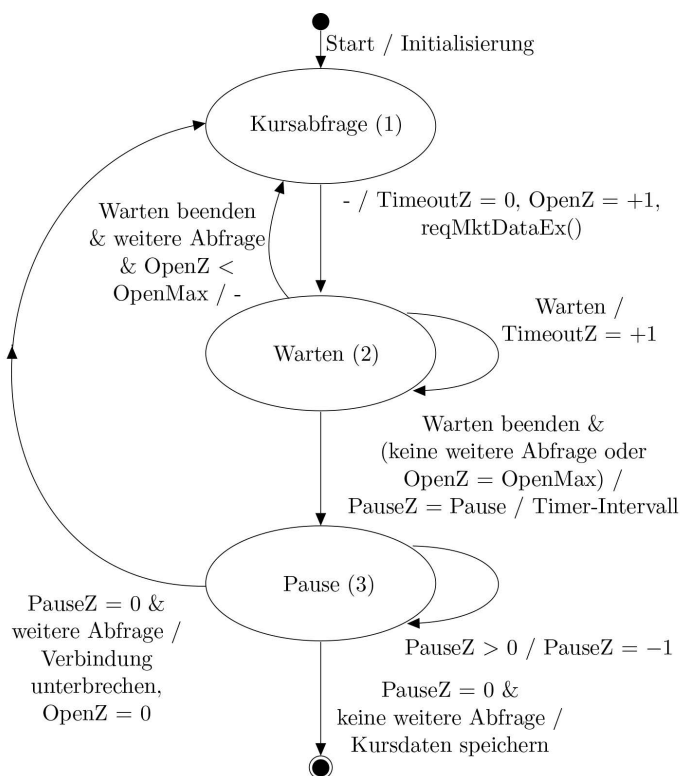 Start / Initialisierung
Kursabfrage (1)
- / TimeoutZ = 0, OpenZ = +1,
reqMktDataEx()
Warten beenden
& weitere Abfrage
& OpenZ <
OpenMax / -
Warten /
TimeoutZ = +1
Warten (2)
Warten beenden &
(keine weitere Abfrage oder
OpenZ = OpenMax) /
PauseZ = Pause / Timer-Intervall
Pause (3)
PauseZ = 0 &
weitere Abfrage /
Verbindung
unterbrechen,
OpenZ = 0
PauseZ > 0 / PauseZ = −1
PauseZ = 0 &
keine weitere Abfrage /
Kursdaten speichern